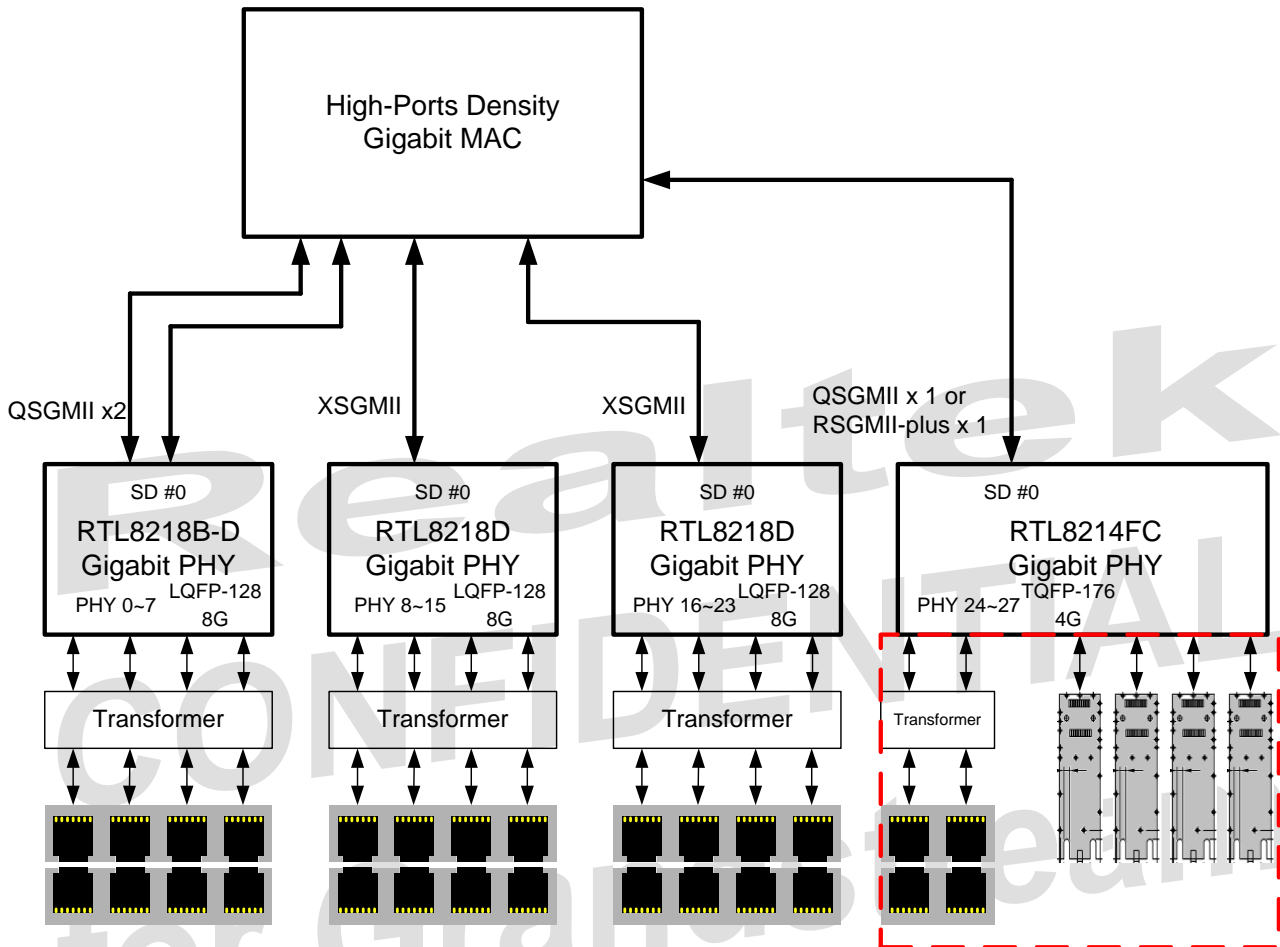 High-Ports Density
Gigabit MAC
QSGMII x2
XSGMII
XSGMII
QSGMII x 1 or
RSGMII-plus x 1
SD #0
RTL8218B-D
Gigabit PHY
LQFP-128
PHY 0~7
8G
SD #0
RTL8218D
Gigabit PHY
LQFP-128
PHY 8~15
8G
SD #0
RTL8218D
Gigabit PHY
LQFP-128
PHY 16~23
8G
SD #0
RTL8214FC
Gigabit PHY
TQFP-176
PHY 24~27
4G
Transformer
Transformer
Transformer
Transformer
Realtek
CONFIDENTIAL
for Grandstream